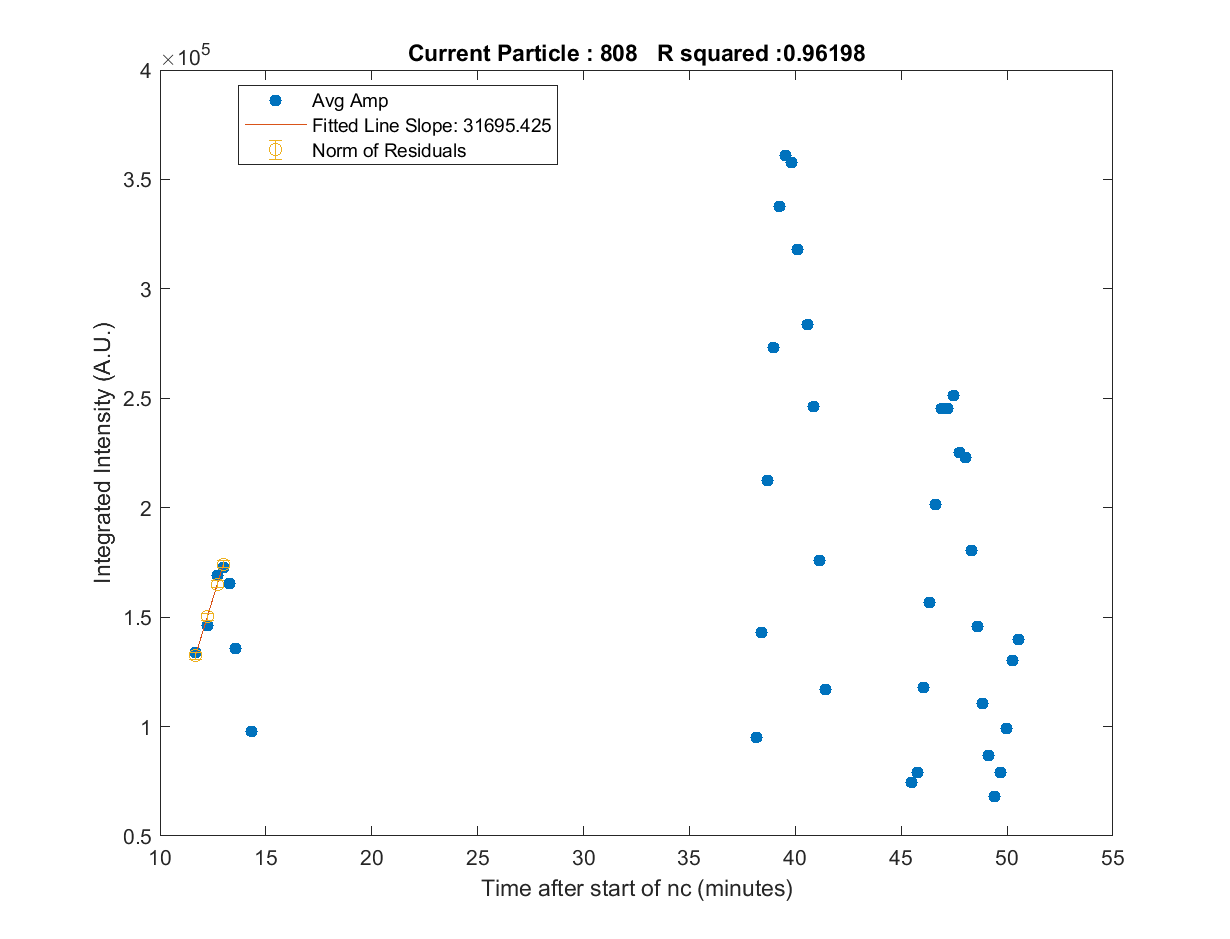 Current Particle : 808   R squared :0.96198
×10^5
4
3.5
3
2.5
2
1.5
1
0.5
Avg Amp
Fitted Line Slope: 31695.425
Norm of Residuals
Integrated Intensity (A.U.)
10 15 20 25 30 35 40 45 50 55
Time after start of nc (minutes)